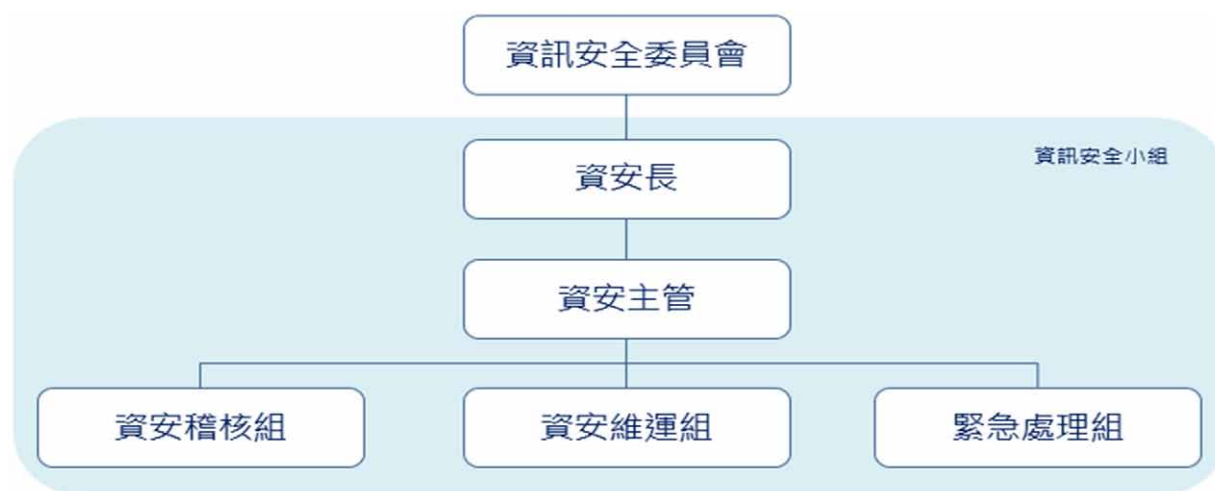 資訊安全委員會
資訊安全小組
資安長
資安主管
資安稽核組
資安維運組
緊急處理組